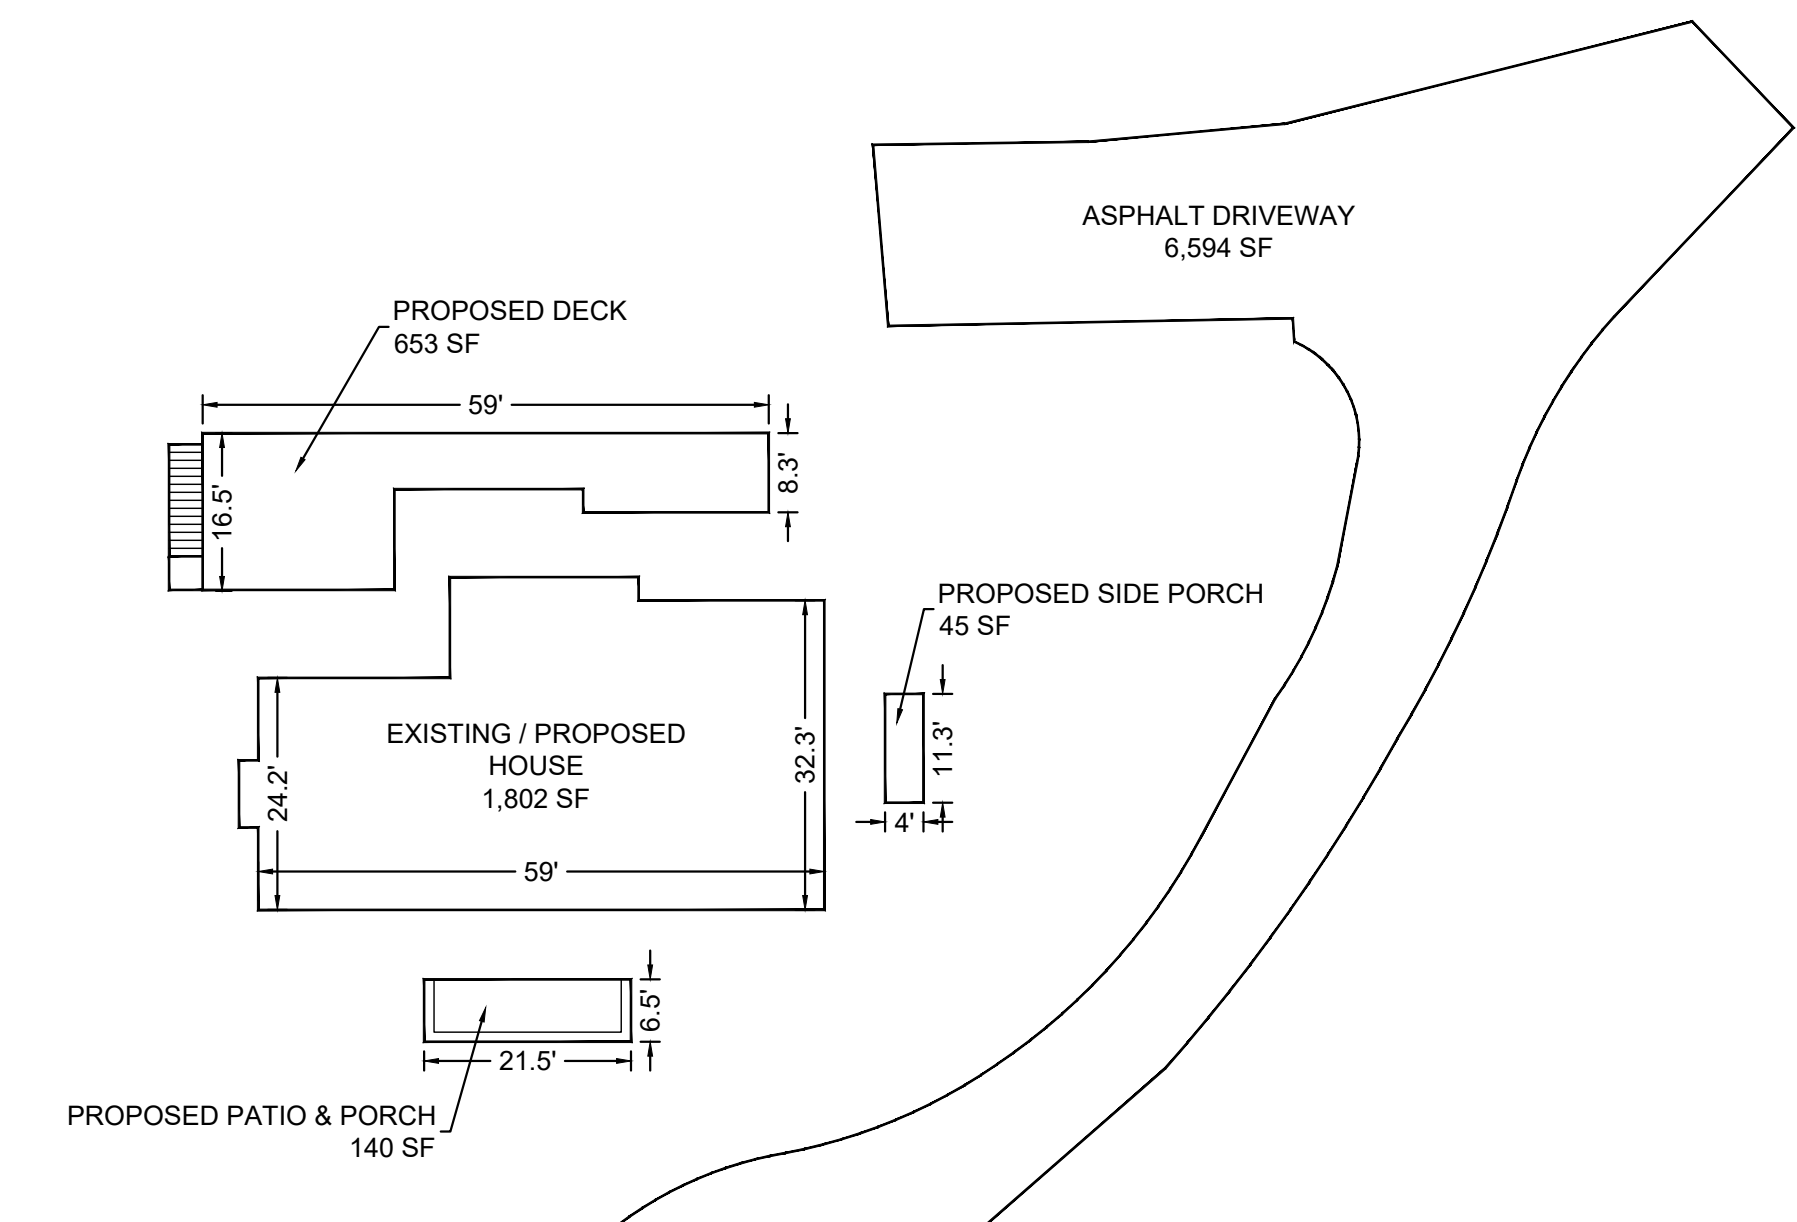 ASPHALT DRIVEWAY
6,594 SF
PROPOSED DECK
653 SF
59'
8.3'
16.5'
PROPOSED SIDE PORCH
45 SF
EXISTING / PROPOSED
HOUSE
1,802 SF
24.2'
32.3'
59'
11.3'
4'
6.5'
21.5'
PROPOSED PATIO & PORCH
140 SF